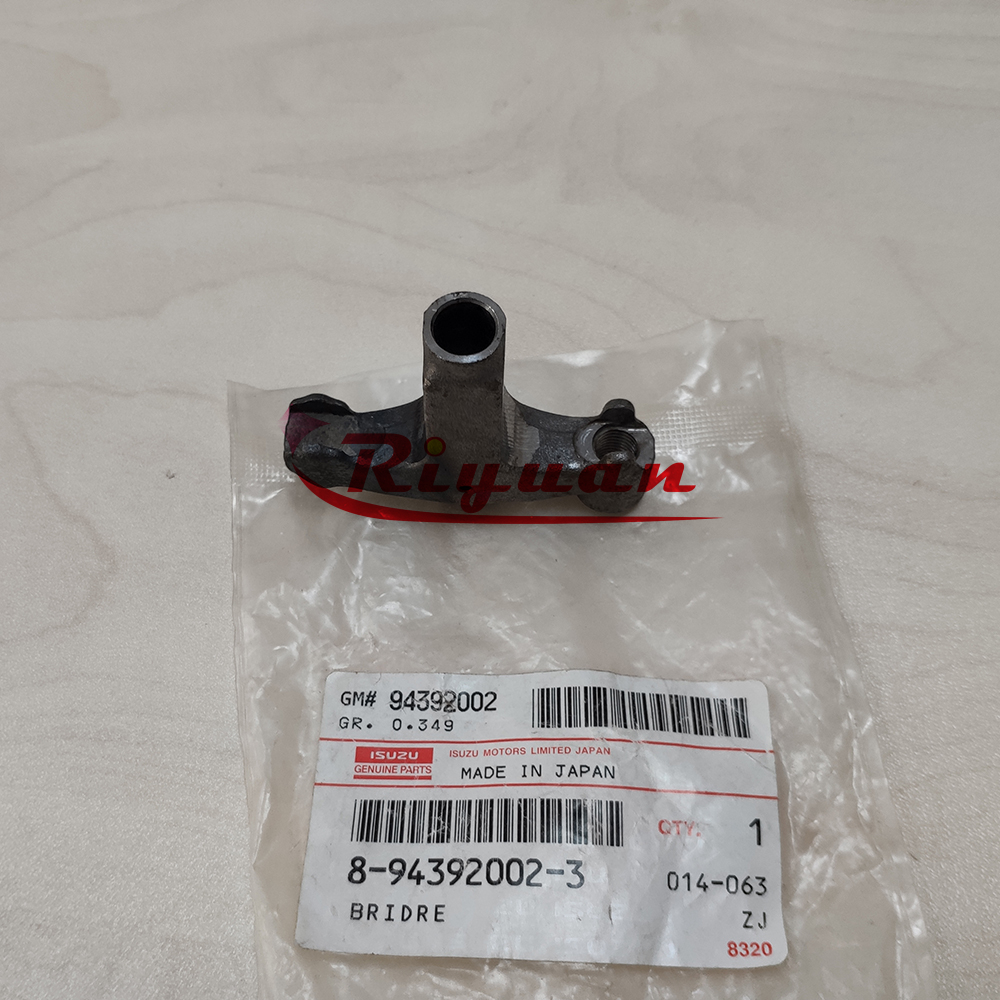 Riyuan
GM# 94392002
GR. 0.349
ISUZU
GENUINE PARTS
ISUZU MOTORS LIMITED JAPAN
MADE IN JAPAN
QTY. 1
8-94392002-3
014-063
BRIDRE
ZJ
8320